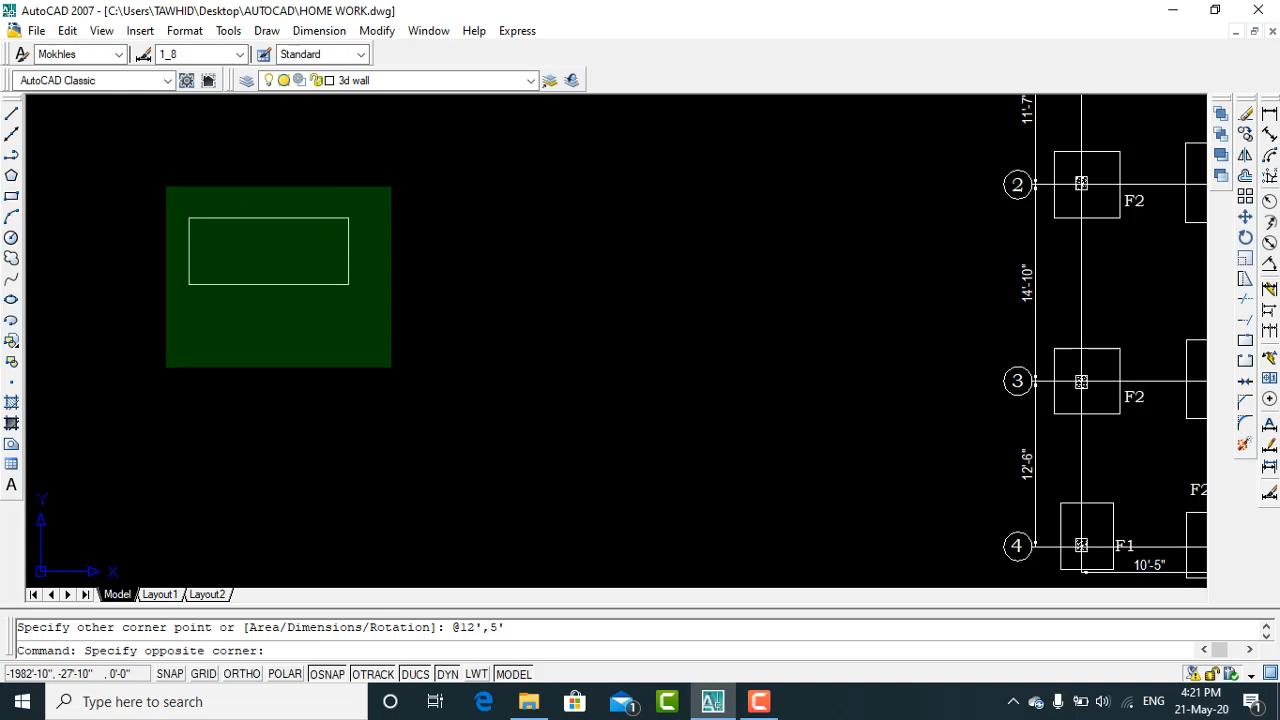 AutoCAD 2007 - [C:\Users\TAWHID\Desktop\AUTOCAD\HOME WORK.dwg]
File Edit View Insert Format Tools Draw Dimension Modify Window Help Express
Mokhles 1_8 Standard
AutoCAD Classic 3d wall
11'-7"
2
F2
14'-10"
3
F2
12'-6"
F2
4
F1
10'-5"
Y
X
A
Model Layout1 Layout2
Specify other corner point or [Area/Dimensions/Rotation]: @12',5'
Command: Specify opposite corner:
-1982'-10", -27'-10" , 0'-0" SNAP GRID ORTHO POLAR OSNAP OTRACK DUCS DYN LWT MODEL
Type here to search
1
ENG
4:21 PM
21-May-20
1